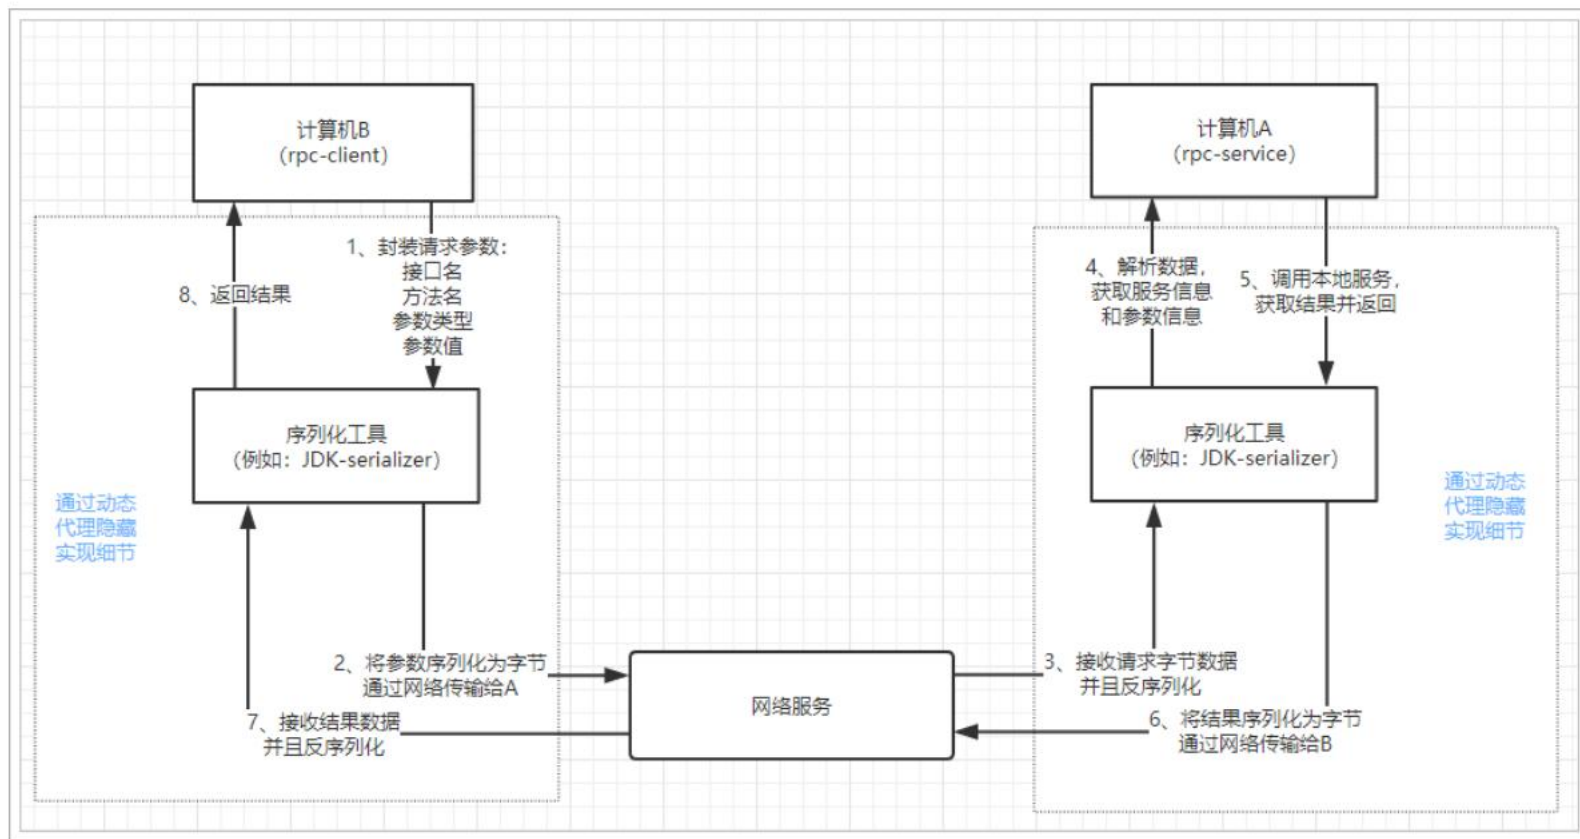 计算机B
（rpc-client）
计算机A
（rpc-service）
1、封装请求参数：
接口名
方法名
参数类型
参数值
8、返回结果
4、解析数据，
获取服务信息
和参数信息
5、调用本地服务，
获取结果并返回
序列化工具
（例如：JDK-serializer）
序列化工具
（例如：JDK-serializer）
通过动态
代理隐藏
实现细节
通过动态
代理隐藏
实现细节
2、将参数序列化为字节
通过网络传输给A
3、接收请求字节数据
并且反序列化
网络服务
7、接收结果数据
并且反序列化
6、将结果序列化为字节
通过网络传输给B